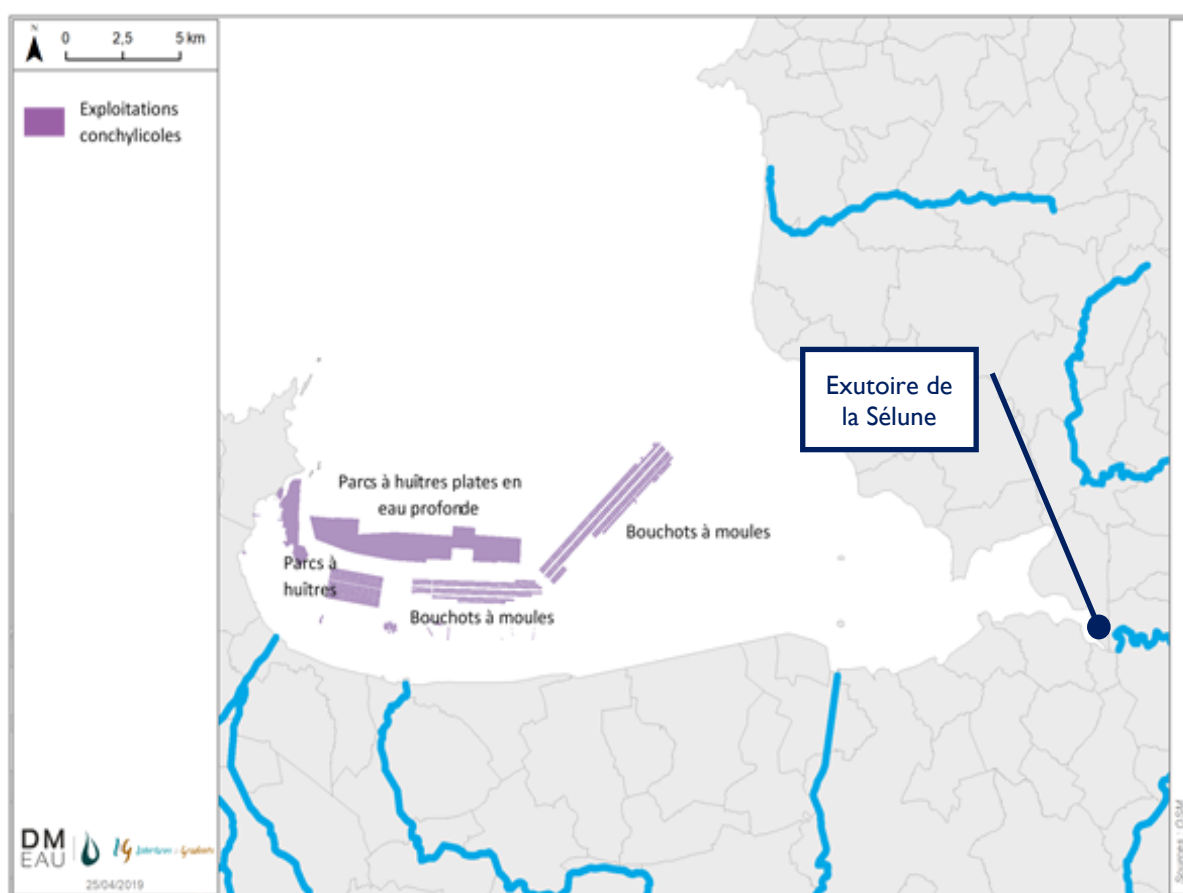 N
0 2,5 5 km
Exploitations
conchylicoles
Exutoire de
la Sélune
Parcs à huîtres plates en
eau profonde
Bouchots à moules
Parcs à
huîtres
Bouchots à moules
DM
EAU
25/04/2019
Sources : OSM